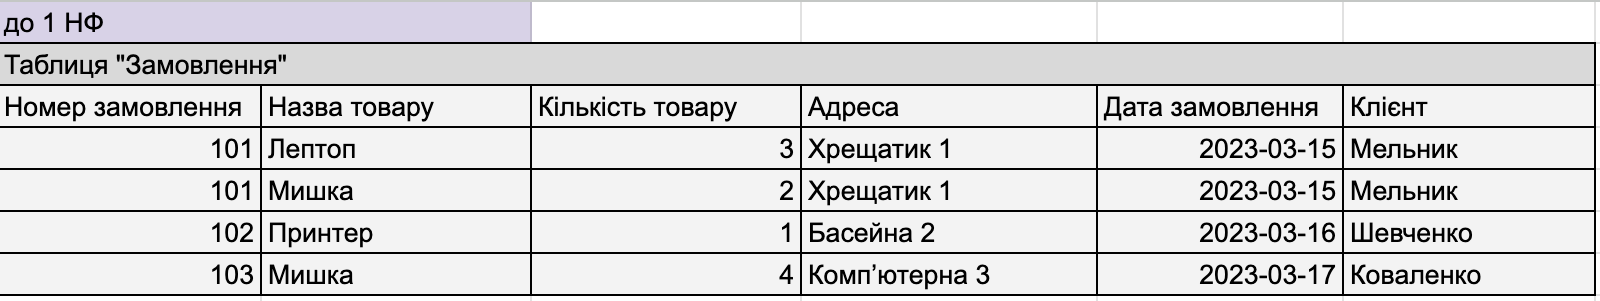 до 1 НФ
Таблиця "Замовлення"
Номер замовлення Назва товару Кількість товару Адреса Дата замовлення Клієнт
101 Лептоп 3 Хрещатик 1 2023-03-15 Мельник
101 Мишка 2 Хрещатик 1 2023-03-15 Мельник
102 Принтер 1 Басейна 2 2023-03-16 Шевченко
103 Мишка 4 Комп’ютерна 3 2023-03-17 Коваленко